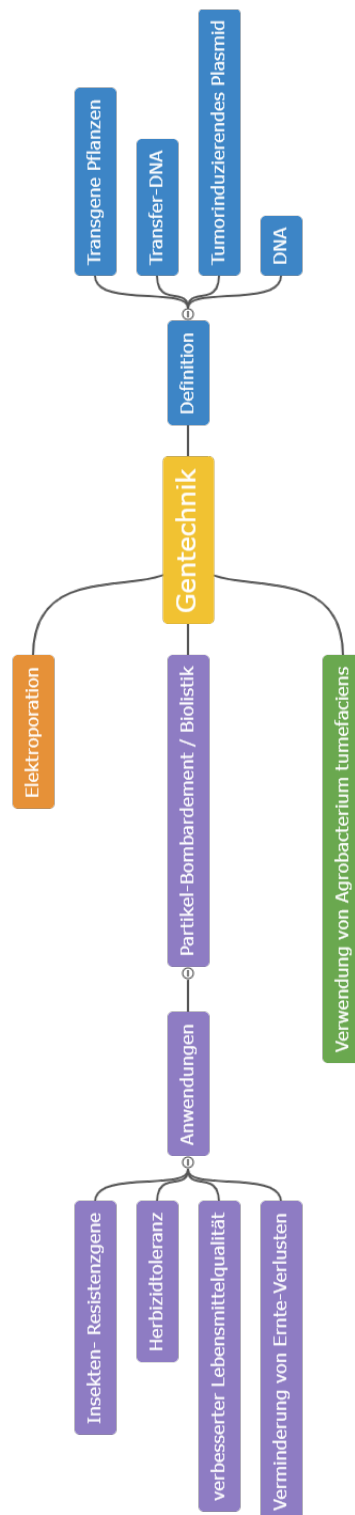 Transgene Pflanzen
Transfer-DNA
Tumorinduzierendes Plasmid
DNA
Definition
Gentechnik
Elektroporation
Partikel-Bombardement / Biolistik
Verwendung von Agrobacterium tumefaciens
Anwendungen
Insekten- Resistenzgene
Herbizidtoleranz
verbesserter Lebensmittelqualität
Verminderung von Ernte-Verlusten